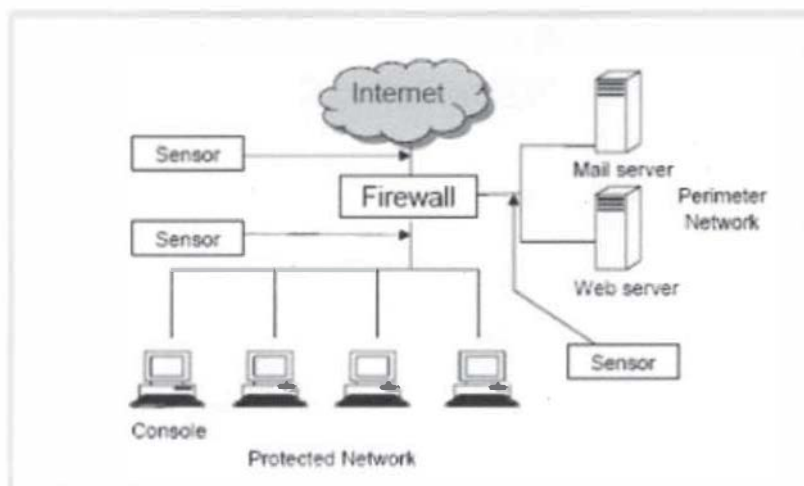 Internet
Sensor
Mail server
Firewall
Perimeter
Network
Sensor
Web server
Sensor
Console
Protected Network